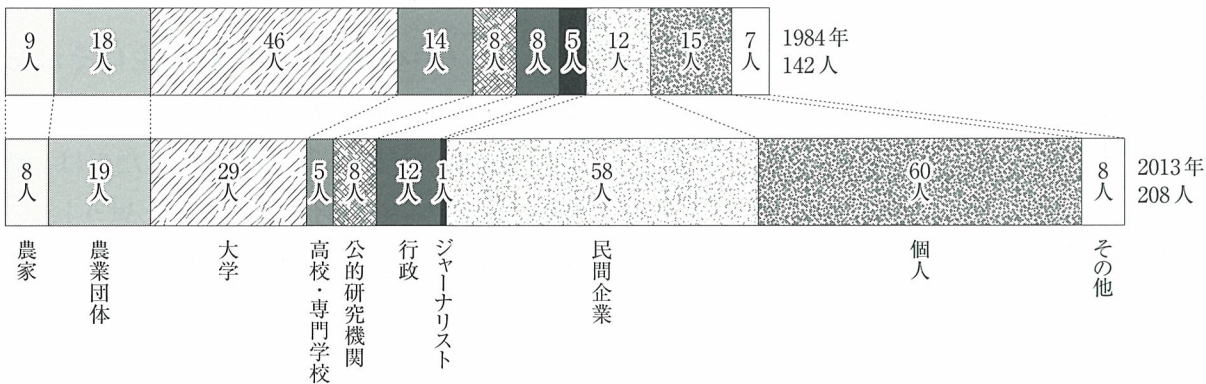 9人
18人
46人
14人
8人
8人
5人
12人
15人
7人
1984年
142人
8人
19人
29人
5人
8人
12人
1人
58人
60人
8人
2013年
208人
農家
農業団体
大学
高校・専門学校
公的研究機関
行政
ジャーナリスト
民間企業
個人
その他